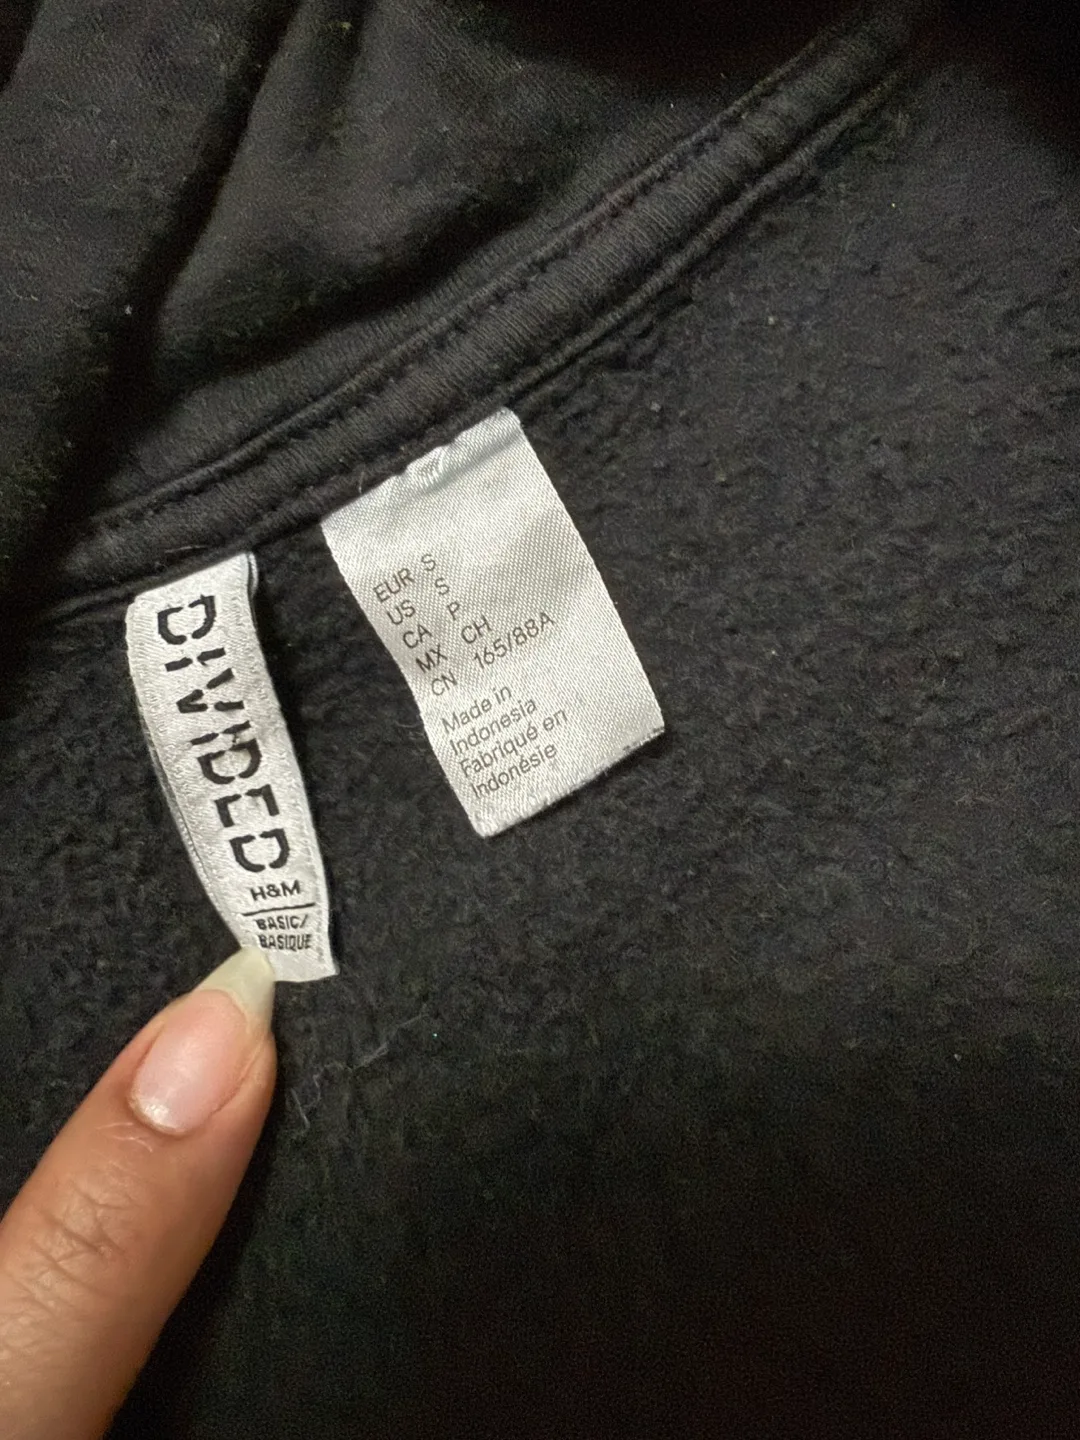 DIVIDED
H&M
BASIC/
BASIQUE
EUR S
US S
CA P
MX CH
CN 165/88A
Made in
Indonesia
Fabriqué en
Indonésie